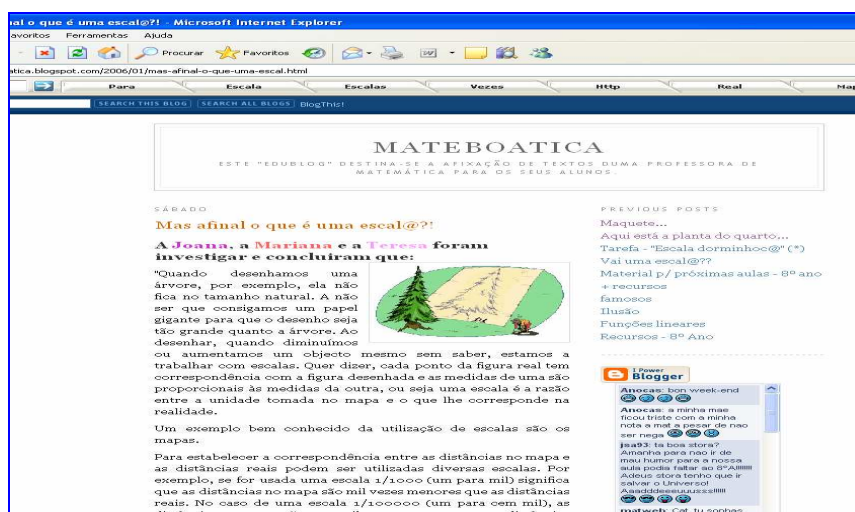 nal o que é uma escal@?! - Microsoft Internet Explorer
avoritos Ferramentas Ajuda
Procurar Favoritos
atica.blogspot.com/2006/01/mas-afinal-o-que-uma-escal.html
Para Escala Escalas Vezes Http Real Map
SEARCH THIS BLOG SEARCH ALL BLOGS BlogThis!
MATEBOATICA
ESTE "EDUBLOG" DESTINA-SE A AFIXAÇÃO DE TEXTOS DUMA PROFESSORA DE
MATEMÁTICA PARA OS SEUS ALUNOS.
SÁBADO
Mas afinal o que é uma escal@?!
A Joana, a Mariana e a Teresa foram
investigar e concluiram que:
"Quando desenhamos uma
árvore, por exemplo, ela não
fica no tamanho natural. A não
ser que consigamos um papel
gigante para que o desenho seja
tão grande quanto a árvore. Ao
desenhar, quando diminuímos
ou aumentamos um objecto mesmo sem saber, estamos a
trabalhar com escalas. Quer dizer, cada ponto da figura real tem
correspondência com a figura desenhada e as medidas de uma são
proporcionais às medidas da outra, ou seja uma escala é a razão
entre a unidade tomada no mapa e o que lhe corresponde na
realidade.
Um exemplo bem conhecido da utilização de escalas são os
mapas.
Para estabelecer a correspondência entre as distâncias no mapa e
as distâncias reais podem ser utilizadas diversas escalas. Por
exemplo, se for usada uma escala 1/1000 (um para mil) significa
que as distâncias no mapa são mil vezes menores que as distâncias
reais. No caso de uma escala 1/100000 (um para cem mil), as
PREVIOUS POSTS
Maquete...
Aqui está a planta do quarto...
Tarefa - "Escala dorminhoc@" (*)
Vai uma escal@??
Material p/ próximas aulas - 8º ano
+ recursos
famosos
Ilusão
Funções lineares
Recursos - 8º Ano
I Power
Blogger
Anocas: bon week-end
Anocas: a minha mae
ficou triste com a minha
nota a mat a pesar de nao
ser nega
jsa93: ta boa stora?
Amanha para nao ir de
mau humor para a nossa
aula podia faltar ao 8ºA!!!!!!!
Adeus stora tenho que ir
salvar o Universo!
Aaadddeeeuuusss!!!!!
matweb: Cat, tu sonhas